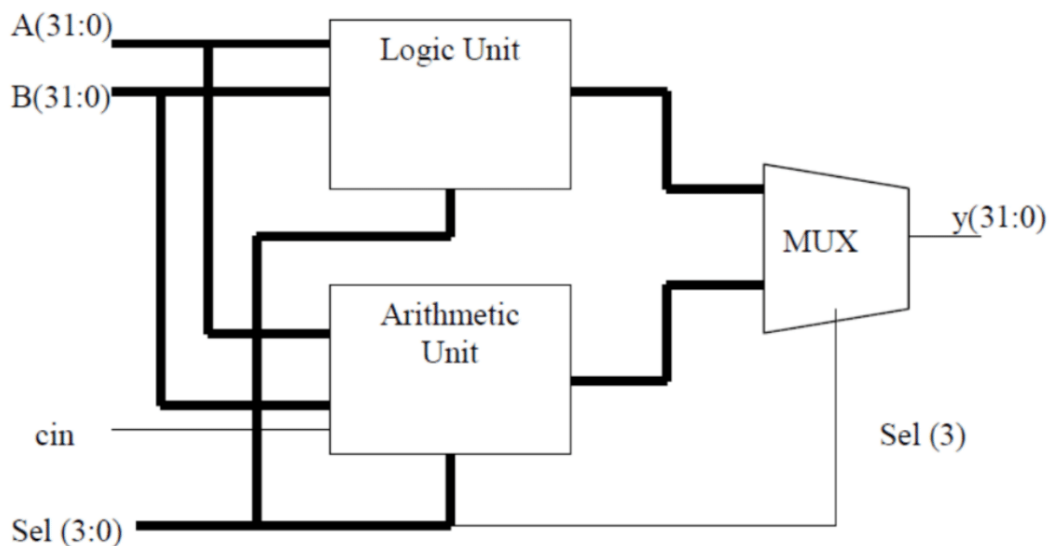 A(31:0)
Logic Unit
B(31:0)
y(31:0)
MUX
Arithmetic
Unit
cin
Sel (3)
Sel (3:0)